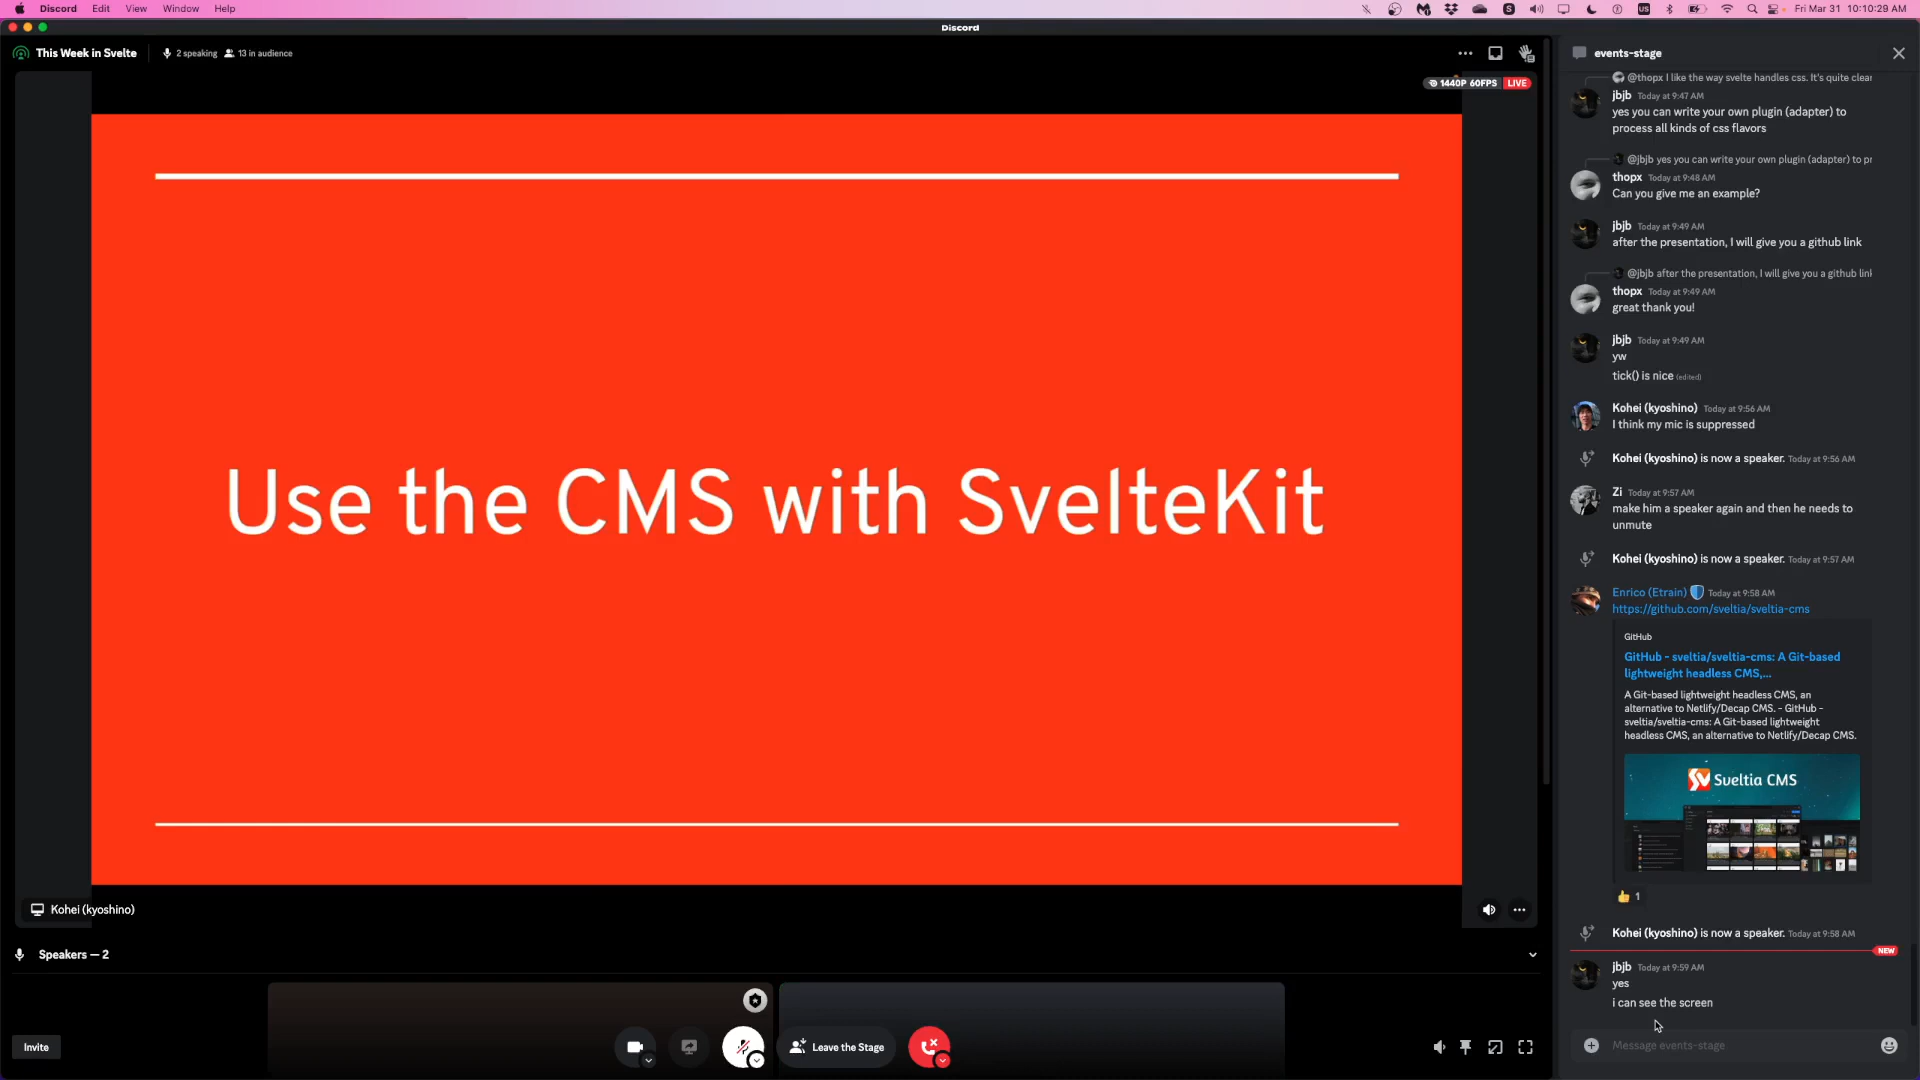 Discord Edit View Window Help
Fri Mar 31 10:10:29 AM
Discord
This Week in Svelte
2 speaking 13 in audience
1440P 60FPS LIVE
Use the CMS with SvelteKit
Kohei (kyoshino)
Speakers — 2
Invite
Leave the Stage
events-stage
@thopx I like the way svelte handles css. It's quite clear
jbjb Today at 9:47 AM
yes you can write your own plugin (adapter) to
process all kinds of css flavors
@jbjb yes you can write your own plugin (adapter) to pr
thopx Today at 9:48 AM
Can you give me an example?
jbjb Today at 9:49 AM
after the presentation, I will give you a github link
@jbjb after the presentation, I will give you a github link
thopx Today at 9:49 AM
great thank you!
jbjb Today at 9:49 AM
yw
tick() is nice (edited)
Kohei (kyoshino) Today at 9:56 AM
I think my mic is suppressed
Kohei (kyoshino) is now a speaker. Today at 9:56 AM
Zi Today at 9:57 AM
make him a speaker again and then he needs to
unmute
Kohei (kyoshino) is now a speaker. Today at 9:57 AM
Enrico (Etrain) Today at 9:58 AM
https://github.com/sveltia/sveltia-cms
GitHub
GitHub - sveltia/sveltia-cms: A Git-based
lightweight headless CMS,...
A Git-based lightweight headless CMS, an
alternative to Netlify/Decap CMS. - GitHub -
sveltia/sveltia-cms: A Git-based lightweight
headless CMS, an alternative to Netlify/Decap CMS.
Sveltia CMS
1
Kohei (kyoshino) is now a speaker. Today at 9:58 AM
NEW
jbjb Today at 9:59 AM
yes
i can see the screen
Message events-stage